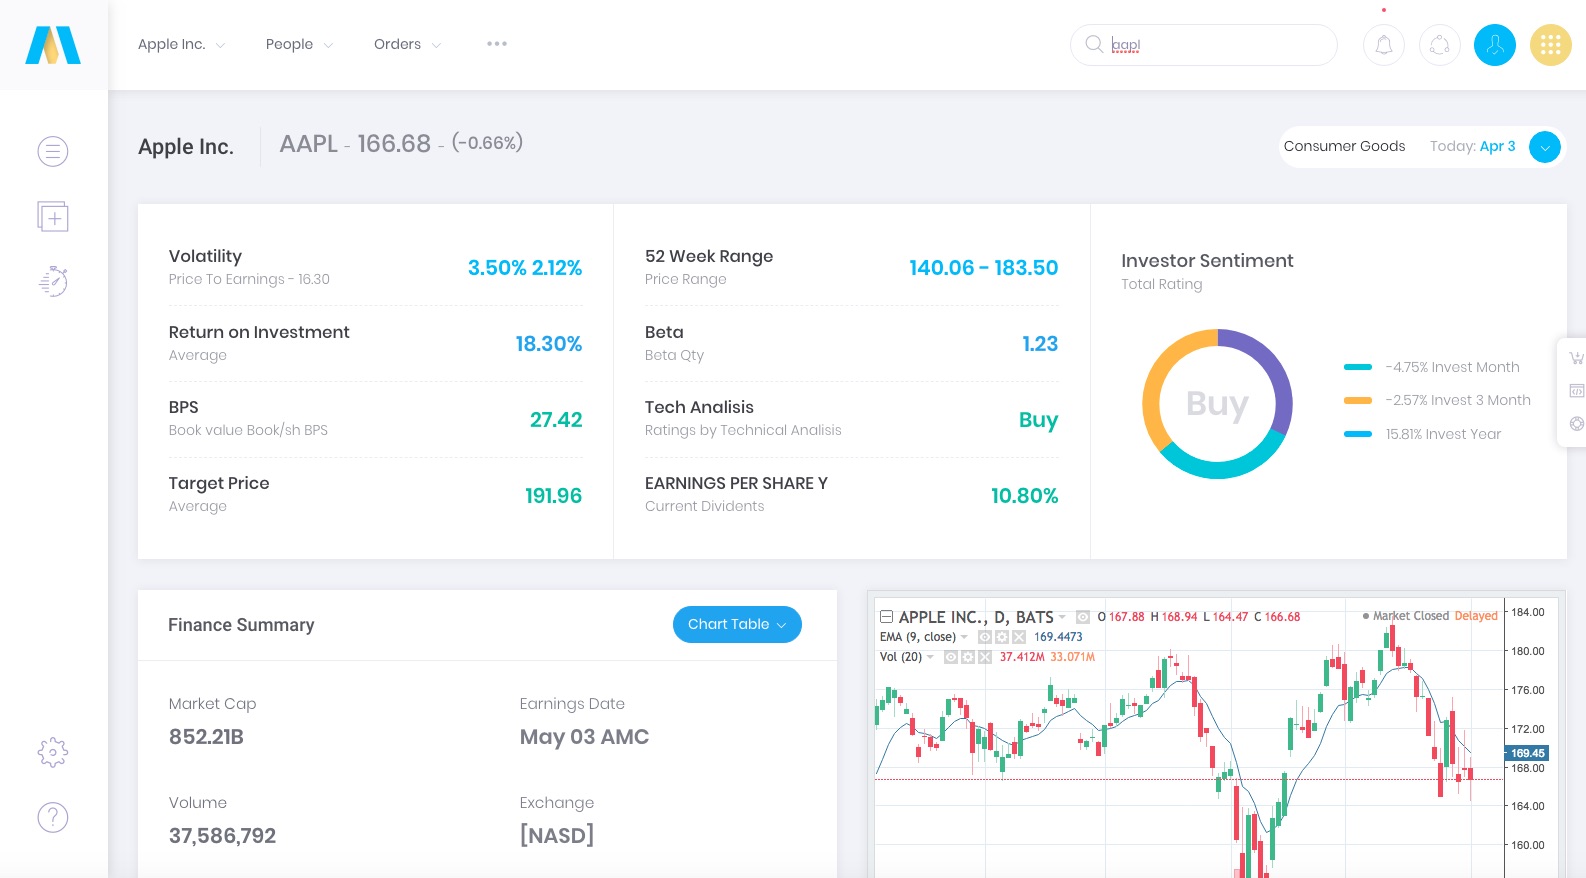 Apple Inc. People Orders
aapl
Apple Inc. AAPL - 166.68 - (-0.66%)
Consumer Goods Today: Apr 3
Volatility
Price To Earnings - 16.30
3.50% 2.12%
Return on Investment
Average
18.30%
BPS
Book value Book/sh BPS
27.42
Target Price
Average
191.96
52 Week Range
Price Range
140.06 - 183.50
Beta
Beta Qty
1.23
Tech Analisis
Ratings by Technical Analisis
Buy
EARNINGS PER SHARE Y
Current Dividents
10.80%
Investor Sentiment
Total Rating
Buy
-4.75% Invest Month
-2.57% Invest 3 Month
15.81% Invest Year
Finance Summary
Chart Table
Market Cap
852.21B
Earnings Date
May 03 AMC
Volume
37,586,792
Exchange
[NASD]
APPLE INC., D, BATS O 167.88 H 168.94 L 164.47 C 166.68 Market Closed Delayed
EMA (9, close) 169.4473
Vol (20) 37.412M 33.071M
184.00
180.00
176.00
172.00
169.45
168.00
164.00
160.00